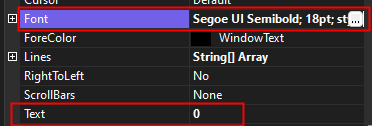 Cursor Default
Font Segoe UI Semibold; 18pt; st ...
ForeColor WindowText
Lines String[] Array
RightToLeft No
ScrollBars None
Text 0